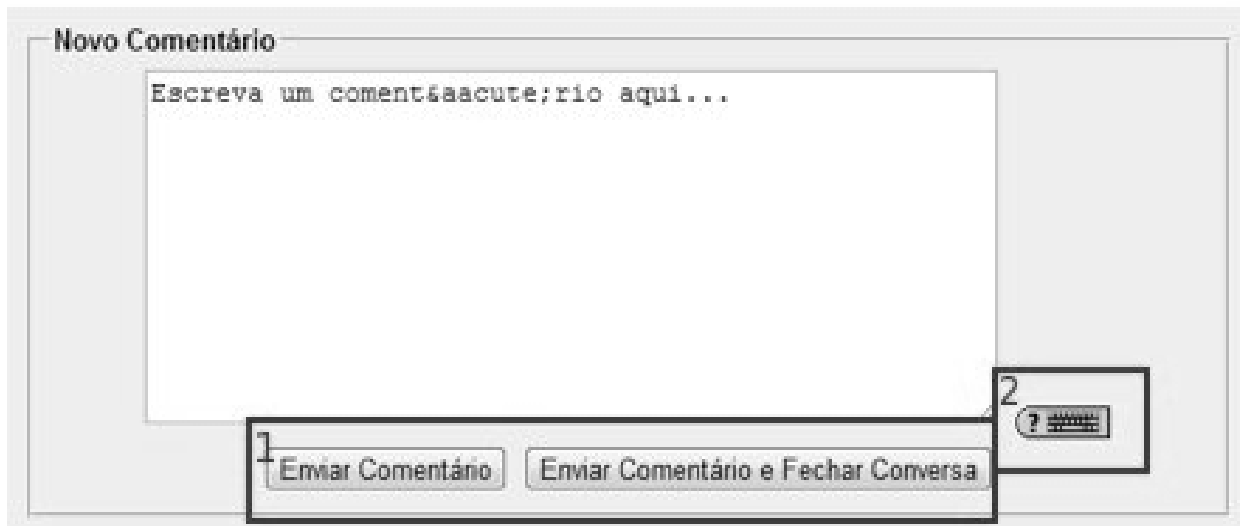 Novo Comentário
Escreva um coment&aacute;rio aqui...
2
?
1
Enviar Comentário Enviar Comentário e Fechar Conversa